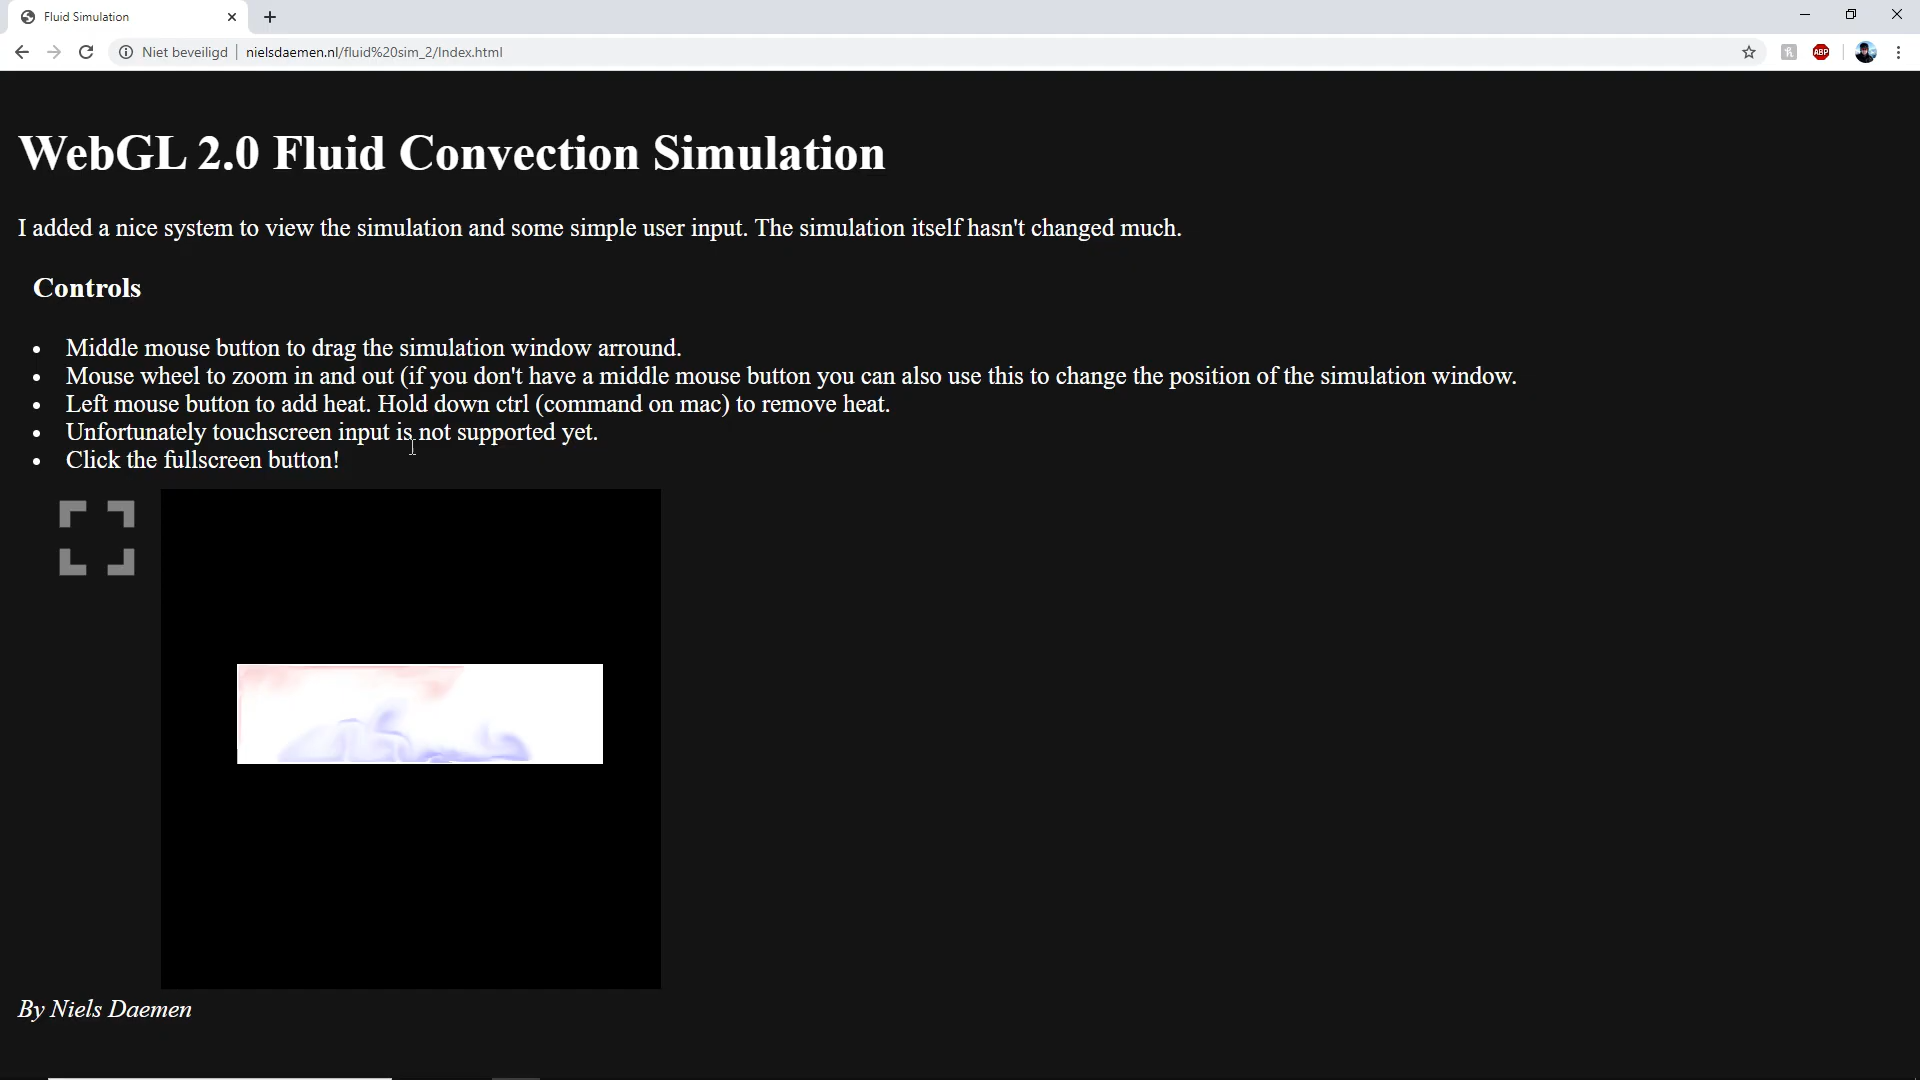 Fluid Simulation
Niet beveiligd
nielsdaemen.nl/fluid%20sim_2/Index.html
ABP
WebGL 2.0 Fluid Convection Simulation
I added a nice system to view the simulation and some simple user input. The simulation itself hasn't changed much.
Controls
• Middle mouse button to drag the simulation window arround.
• Mouse wheel to zoom in and out (if you don't have a middle mouse button you can also use this to change the position of the simulation window.
• Left mouse button to add heat. Hold down ctrl (command on mac) to remove heat.
• Unfortunately touchscreen input is not supported yet.
• Click the fullscreen button!
By Niels Daemen